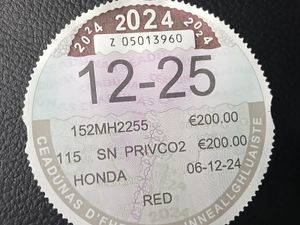 2024 2024 2024
Z 05013960
12-25
152MH2255 €200.00
115 SN PRIVCO2 €200.00
HONDA 06-12-24
RED
CEADÚNAS